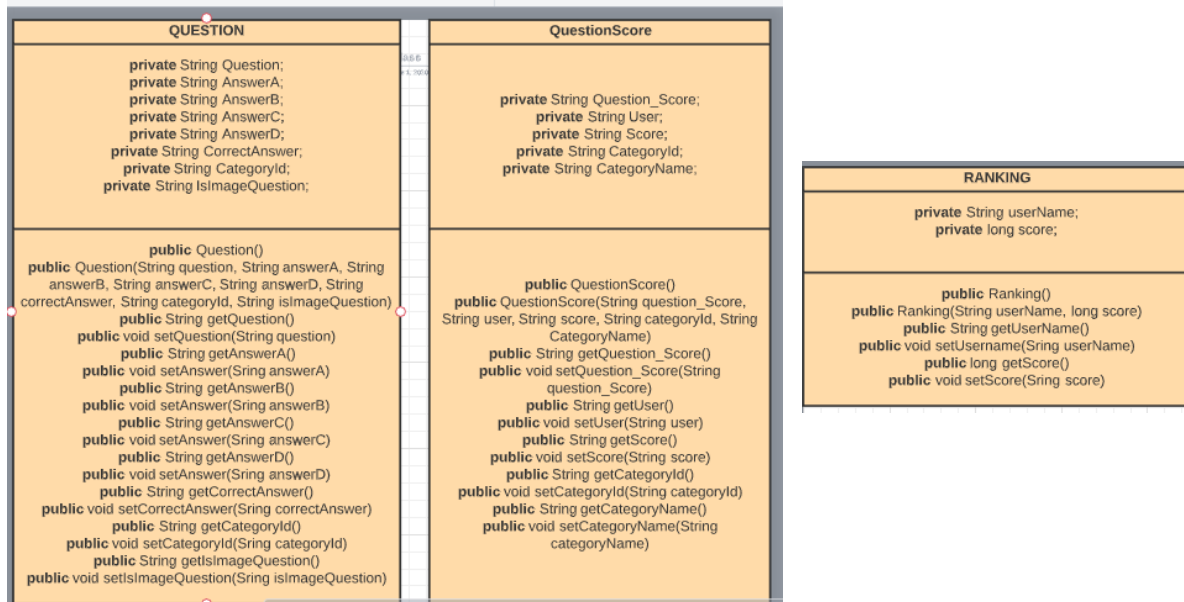 QUESTION
private String Question;
private String AnswerA;
private String AnswerB;
private String AnswerC;
private String AnswerD;
private String CorrectAnswer;
private String CategoryId;
private String IsImageQuestion;
public Question()
public Question(String question, String answerA, String
answerB, String answerC, String answerD, String
correctAnswer, String categoryId, String isImageQuestion)
public String getQuestion()
public void setQuestion(String question)
public String getAnswerA()
public void setAnswer(Sring answerA)
public String getAnswerB()
public void setAnswer(Sring answerB)
public String getAnswerC()
public void setAnswer(Sring answerC)
public String getAnswerD()
public void setAnswer(Sring answerD)
public String getCorrectAnswer()
public void setCorrectAnswer(Sring correctAnswer)
public String getCategoryId()
public void setCategoryId(Sring categoryId)
public String getIsImageQuestion()
public void setIsImageQuestion(Sring isImageQuestion)
QuestionScore
private String Question_Score;
private String User;
private String Score;
private String CategoryId;
private String CategoryName;
public QuestionScore()
public QuestionScore(String question_Score,
String user, String score, String categoryId, String
CategoryName)
public String getQuestion_Score()
public void setQuestion_Score(String
question_Score)
public String getUser()
public void setUser(String user)
public String getScore()
public void setScore(String score)
public String getCategoryId()
public void setCategoryId(String categoryId)
public String getCategoryName()
public void setCategoryName(String
categoryName)
RANKING
private String userName;
private long score;
public Ranking()
public Ranking(String userName, long score)
public String getUserName()
public void setUsername(Sring userName)
public long getScore()
public void setScore(Sring score)